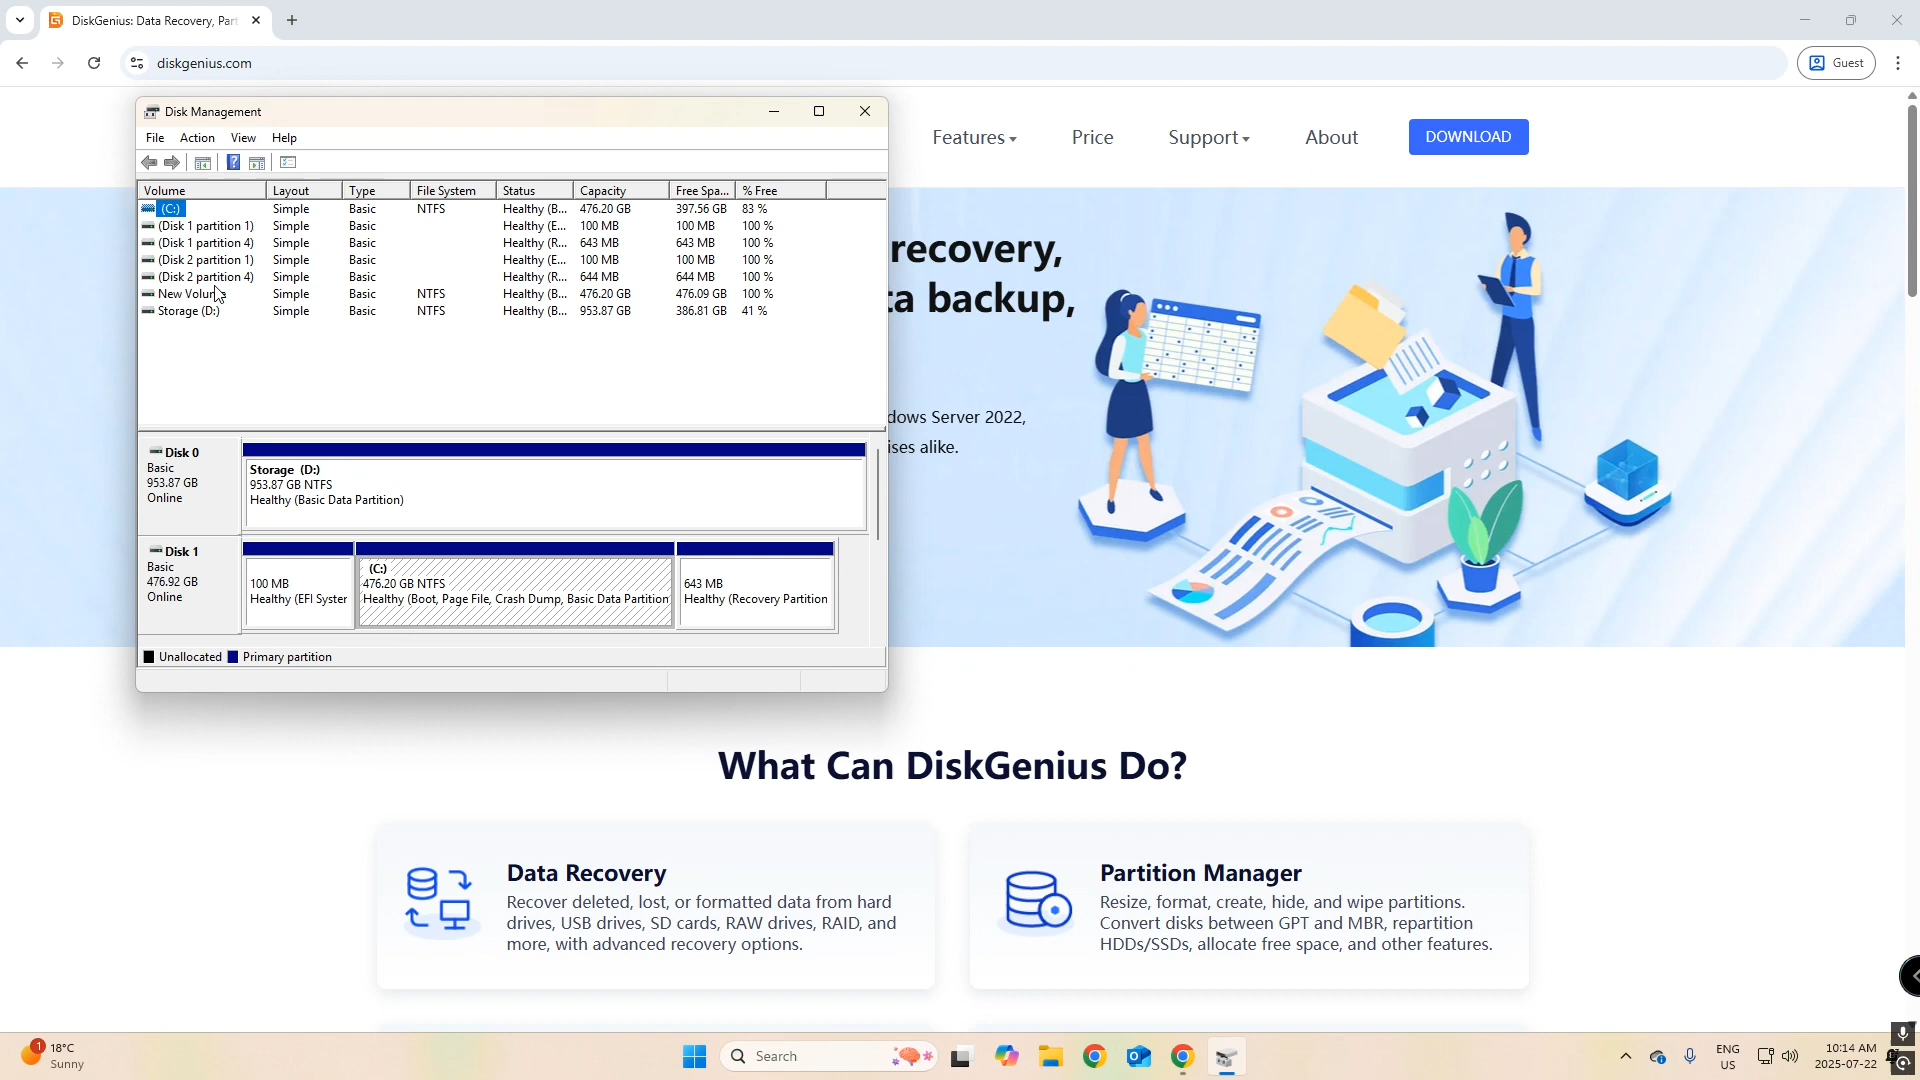 DiskGenius: Data Recovery, Part
diskgenius.com
Guest
Disk Management
File Action View Help
Features Price Support About DOWNLOAD
Volume Layout Type File System Status Capacity Free Spa... % Free
(C:) Simple Basic NTFS Healthy (B... 476.20 GB 397.56 GB 83 %
(Disk 1 partition 1) Simple Basic Healthy (E... 100 MB 100 MB 100 %
(Disk 1 partition 4) Simple Basic Healthy (R... 643 MB 643 MB 100 %
(Disk 2 partition 1) Simple Basic Healthy (E... 100 MB 100 MB 100 %
(Disk 2 partition 4) Simple Basic Healthy (R... 644 MB 644 MB 100 %
New Volume Simple Basic NTFS Healthy (B... 476.20 GB 476.09 GB 100 %
Storage (D:) Simple Basic NTFS Healthy (B... 953.87 GB 386.81 GB 41 %
recovery,
ta backup,
dows Server 2022,
ises alike.
Disk 0
Basic
953.87 GB
Online
Storage (D:)
953.87 GB NTFS
Healthy (Basic Data Partition)
Disk 1
Basic
476.92 GB
Online
100 MB
Healthy (EFI System
(C:)
476.20 GB NTFS
Healthy (Boot, Page File, Crash Dump, Basic Data Partition
643 MB
Healthy (Recovery Partition
Unallocated Primary partition
What Can DiskGenius Do?
Data Recovery
Recover deleted, lost, or formatted data from hard
drives, USB drives, SD cards, RAW drives, RAID, and
more, with advanced recovery options.
Partition Manager
Resize, format, create, hide, and wipe partitions.
Convert disks between GPT and MBR, repartition
HDDs/SSDs, allocate free space, and other features.
1
18°C
Sunny
Search
ENG
US
10:14 AM
2025-07-22